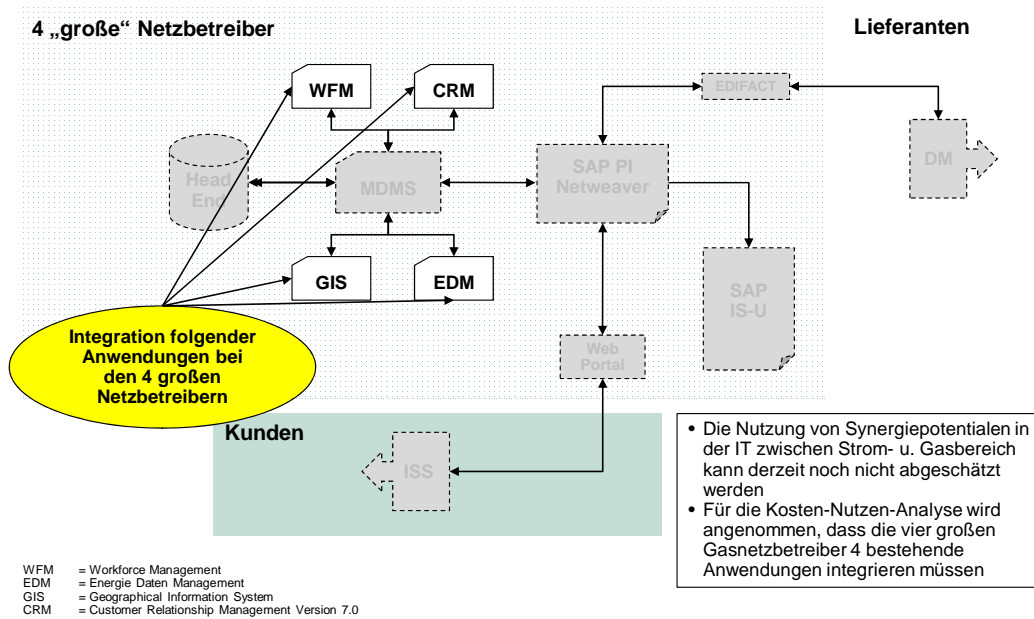 4 „große“ Netzbetreiber
Lieferanten
WFM
CRM
EDIFACT
Head
End
MDMS
SAP PI
Netweaver
DM
GIS
EDM
SAP
IS-U
Integration folgender
Anwendungen bei
den 4 großen
Netzbetreibern
Web
Portal
Kunden
ISS
• Die Nutzung von Synergiepotentialen in
der IT zwischen Strom- u. Gasbereich
kann derzeit noch nicht abgeschätzt
werden
• Für die Kosten-Nutzen-Analyse wird
angenommen, dass die vier großen
Gasnetzbetreiber 4 bestehende
Anwendungen integrieren müssen
WFM = Workforce Management
EDM = Energie Daten Management
GIS = Geographical Information System
CRM = Customer Relationship Management Version 7.0